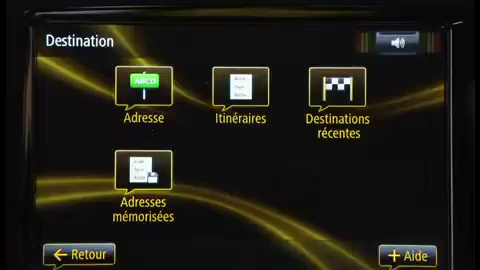 Destination
ABCD
Adresse
Itinéraires
Destinations
récentes
Adresses
mémorisées
Retour
Aide